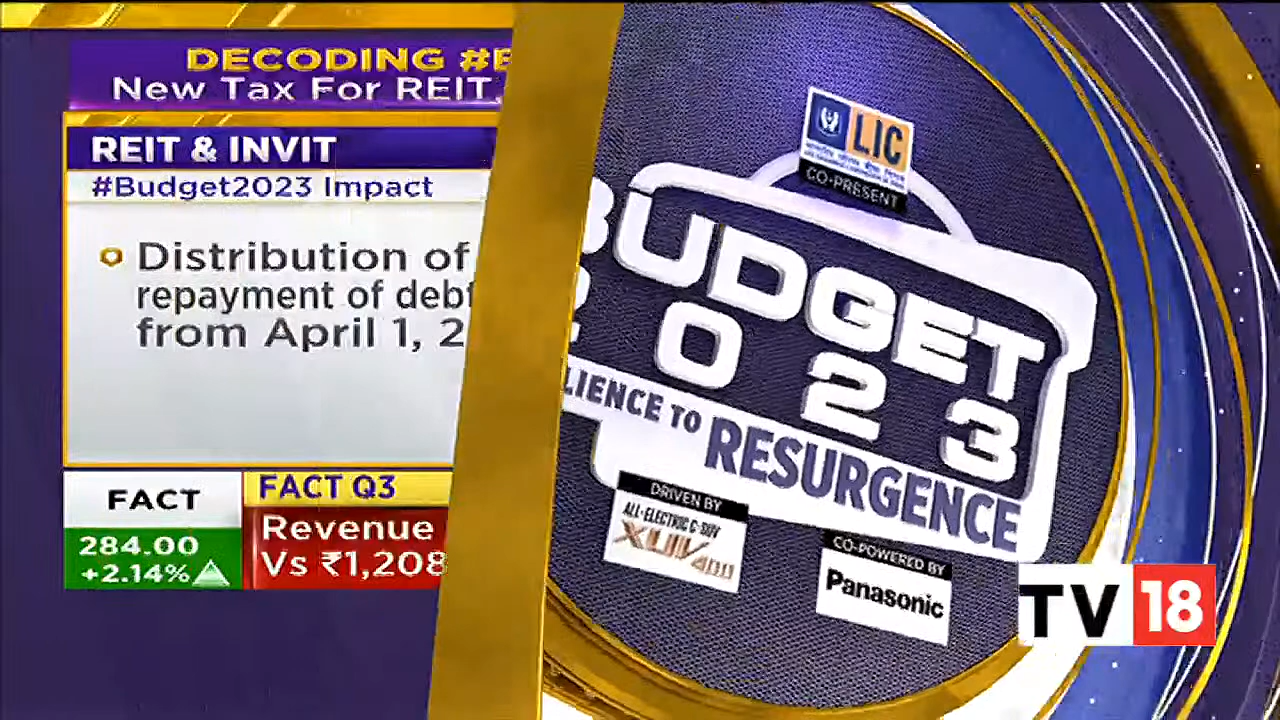 DECODING #B
New Tax For REIT,
REIT & INVIT
#Budget2023 Impact
Distribution of
repayment of debt
from April 1, 2
FACT
284.00
+2.14%
FACT Q3
Revenue
Vs ₹1,208
LIC
CO-PRESENT
BUDGET
2023
LIENCE TO RESURGENCE
DRIVEN BY
ALL-ELECTRIC C-SUV
XUV400
CO-POWERED BY
Panasonic
TV18